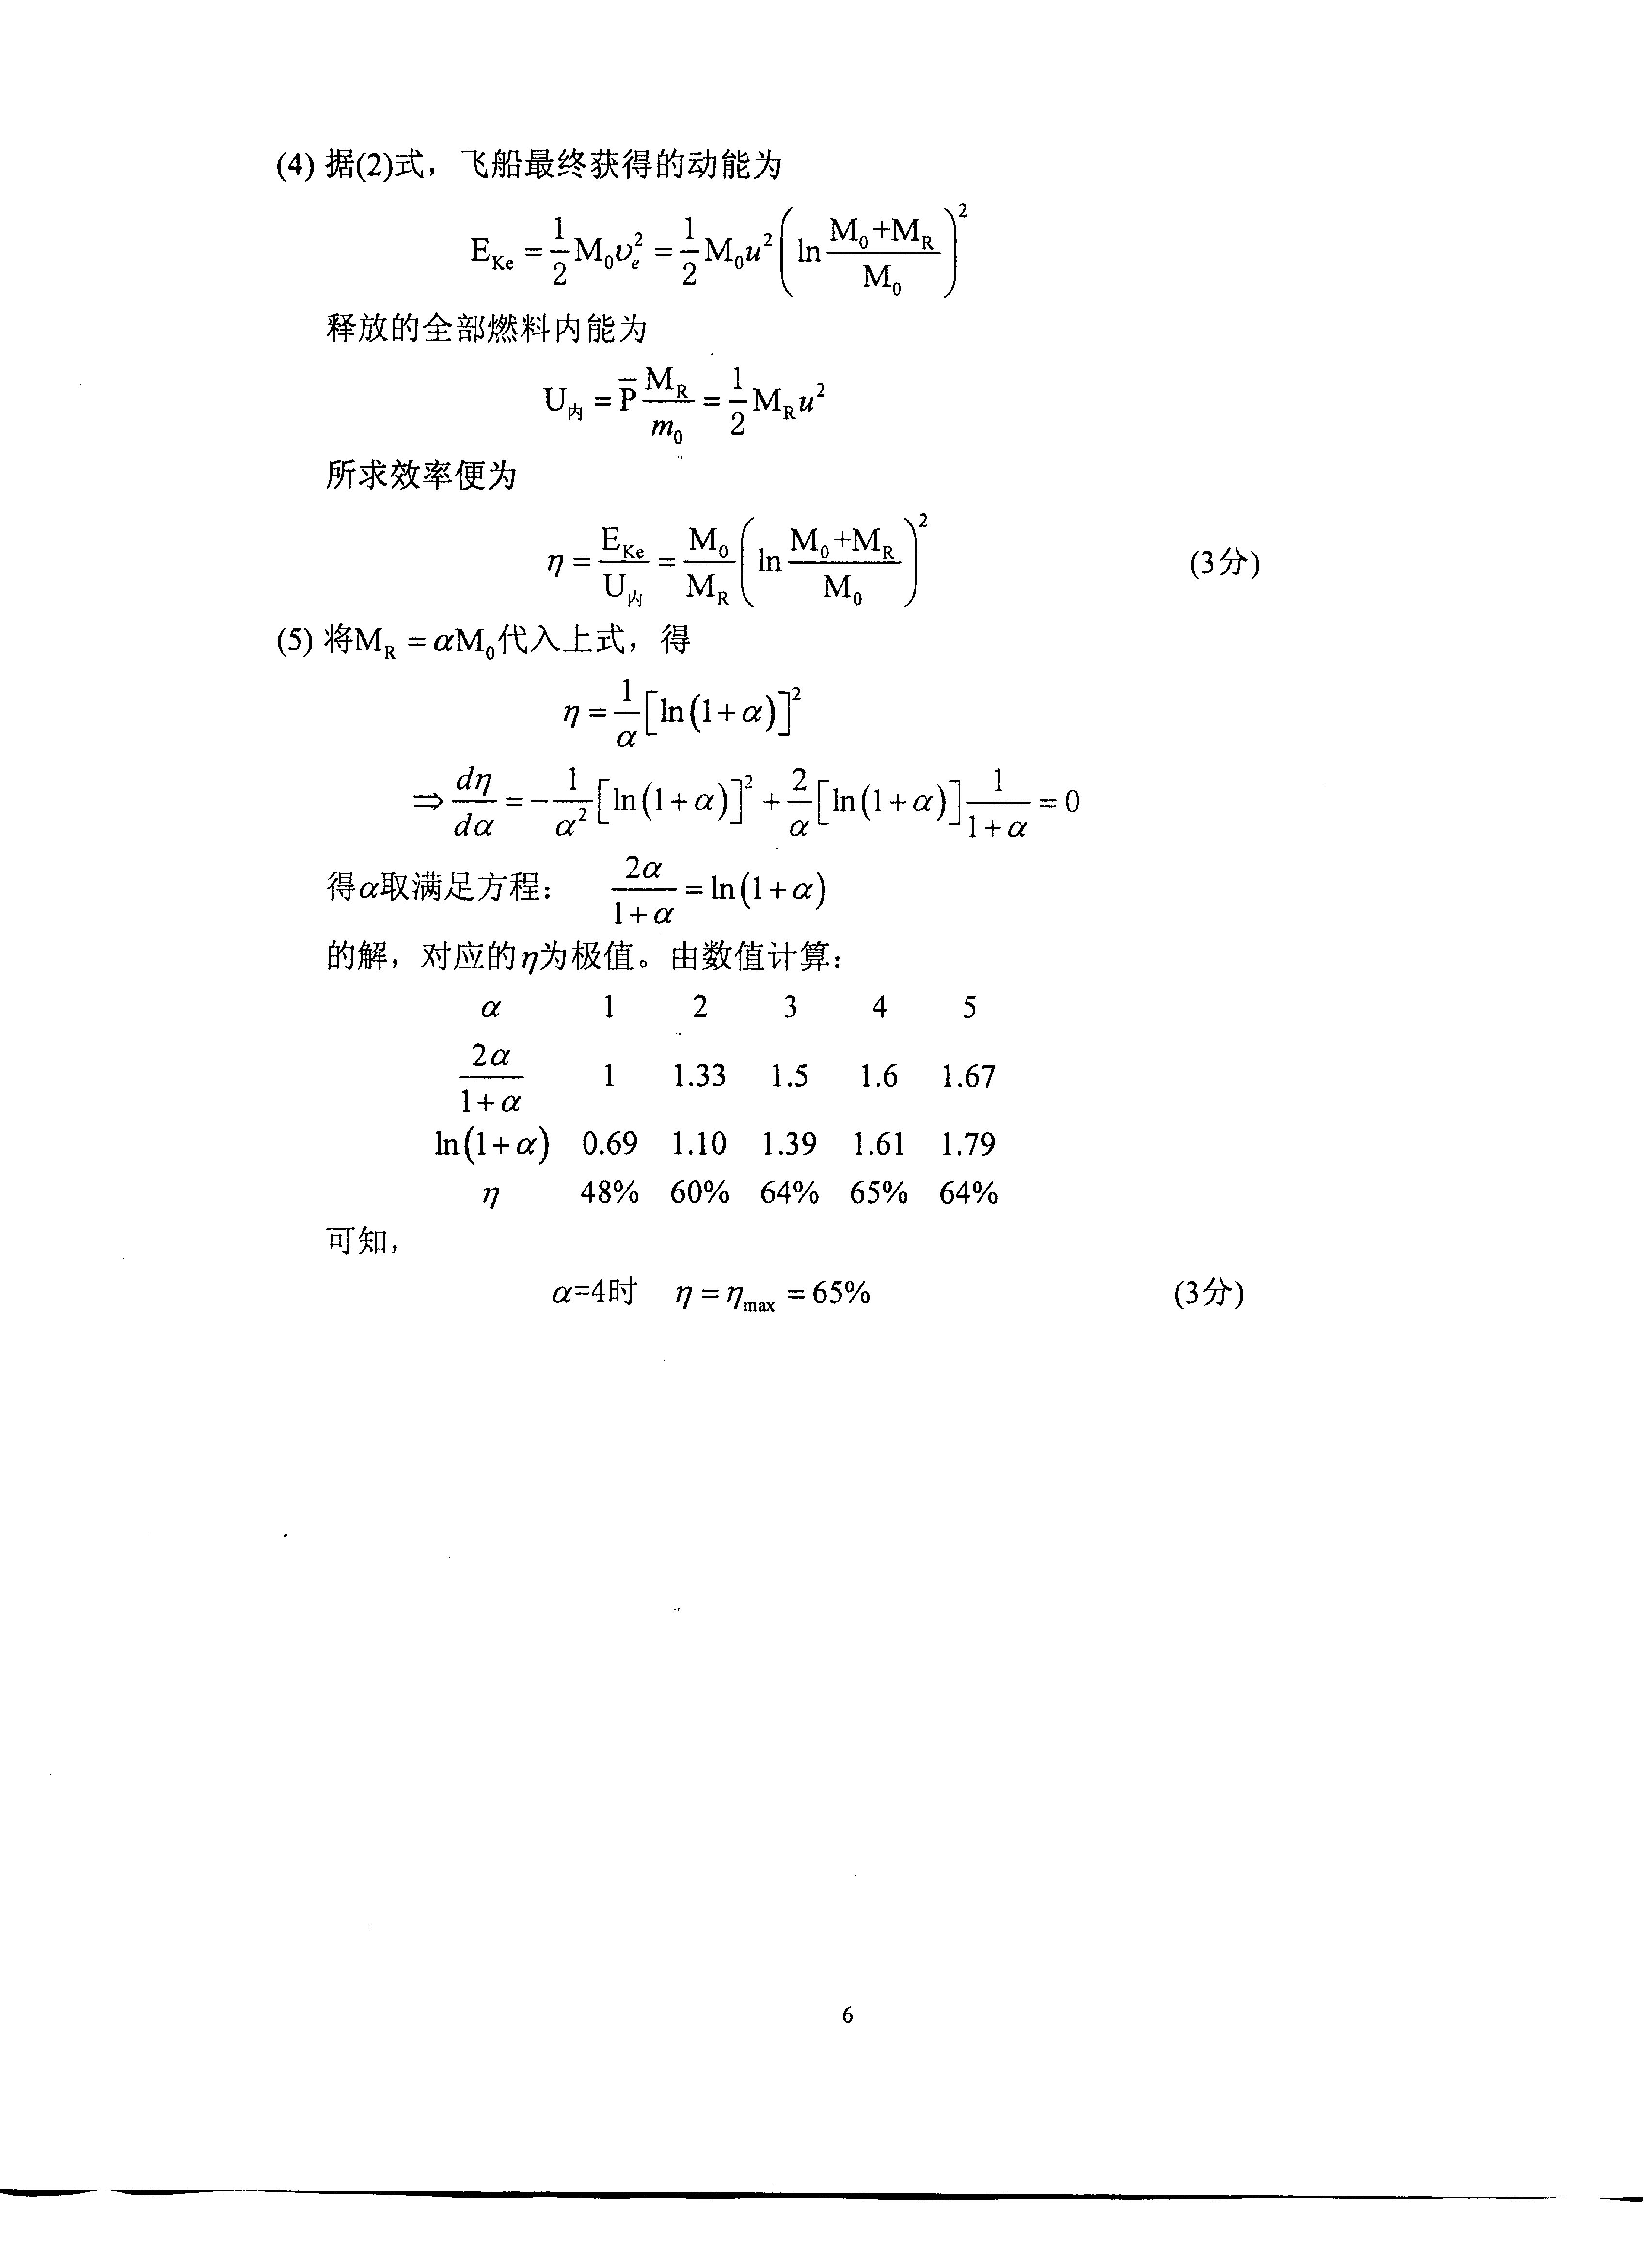 (4) 据(2)式，飞船最终获得的动能为
$E_{Ke} = \frac{1}{2}M_0 v_e^2 = \frac{1}{2}M_0 u^2 \left( \ln \frac{M_0 + M_R}{M_0} \right)^2$
释放的全部燃料内能为
$U_{内} = \overline{P} \frac{M_R}{m_0} = \frac{1}{2}M_R u^2$
所求效率便为
$\eta = \frac{E_{Ke}}{U_{内}} = \frac{M_0}{M_R} \left( \ln \frac{M_0 + M_R}{M_0} \right)^2$ (3分)
(5) 将$M_R = \alpha M_0$代入上式，得
$\eta = \frac{1}{\alpha} \left[ \ln(1+\alpha) \right]^2$
$\Rightarrow \frac{d\eta}{d\alpha} = -\frac{1}{\alpha^2} \left[ \ln(1+\alpha) \right]^2 + \frac{2}{\alpha} \left[ \ln(1+\alpha) \right] \frac{1}{1+\alpha} = 0$
得α取满足方程： $\frac{2\alpha}{1+\alpha} = \ln(1+\alpha)$
的解，对应的η为极值。由数值计算：
α 1 2 3 4 5
$\frac{2\alpha}{1+\alpha}$ 1 1.33 1.5 1.6 1.67
ln(1+α) 0.69 1.10 1.39 1.61 1.79
η 48% 60% 64% 65% 64%
可知，
α=4时 $\eta = \eta_{max} = 65\%$ (3分)
6